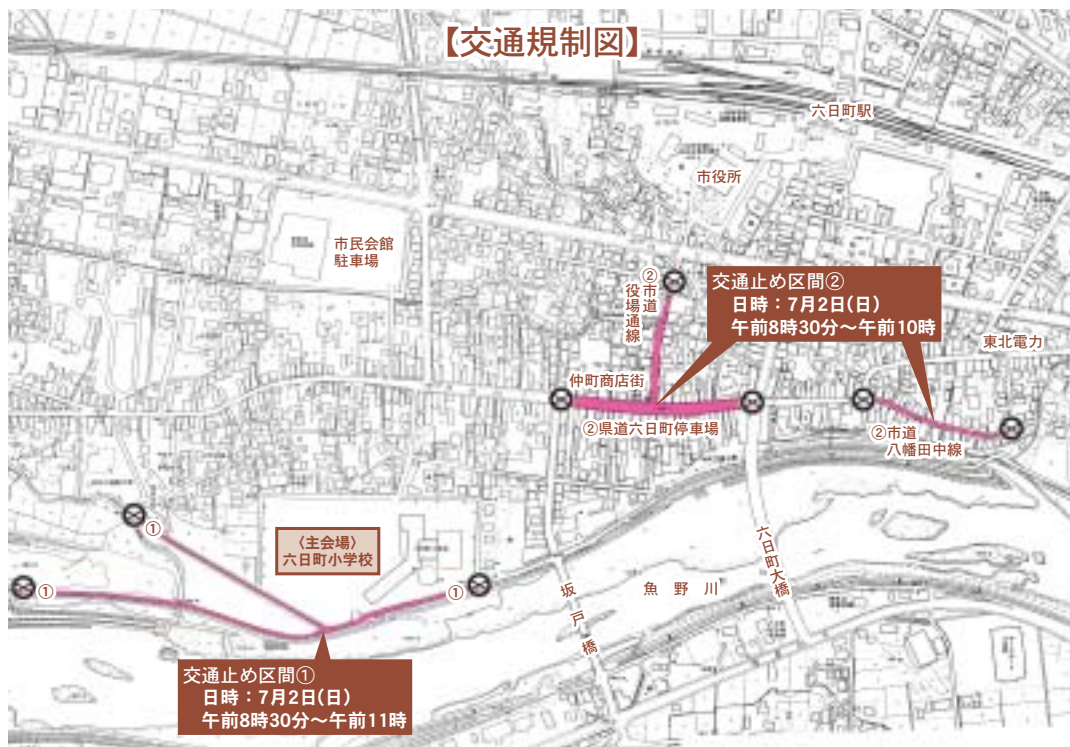 【交通規制図】
六日町駅
市役所
市民会館
駐車場
②市道
役場通線
交通止め区間②
日時：7月2日(日)
午前8時30分～午前10時
東北電力
仲町商店街
②県道六日町停車場
②市道
八幡田中線
①
〈主会場〉
六日町小学校
①
①
坂戸橋
魚野川
六日町大橋
交通止め区間①
日時：7月2日(日)
午前8時30分～午前11時